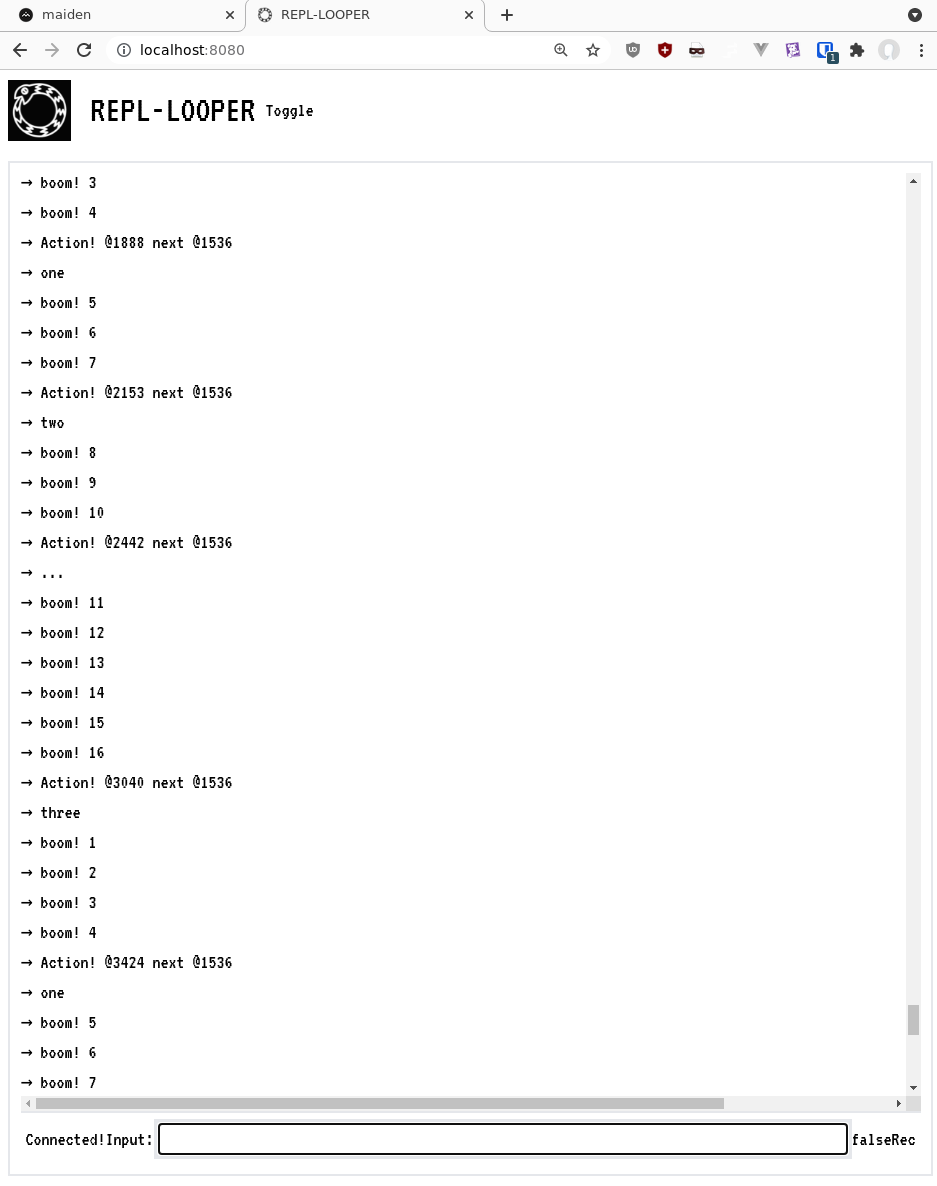 maiden
REPL-LOOPER
localhost:8080
1
REPL-LOOPER Toggle
→ boom! 3
→ boom! 4
→ Action! @1888 next @1536
→ one
→ boom! 5
→ boom! 6
→ boom! 7
→ Action! @2153 next @1536
→ two
→ boom! 8
→ boom! 9
→ boom! 10
→ Action! @2442 next @1536
→ ...
→ boom! 11
→ boom! 12
→ boom! 13
→ boom! 14
→ boom! 15
→ boom! 16
→ Action! @3040 next @1536
→ three
→ boom! 1
→ boom! 2
→ boom! 3
→ boom! 4
→ Action! @3424 next @1536
→ one
→ boom! 5
→ boom! 6
→ boom! 7
Connected!Input: falseRec